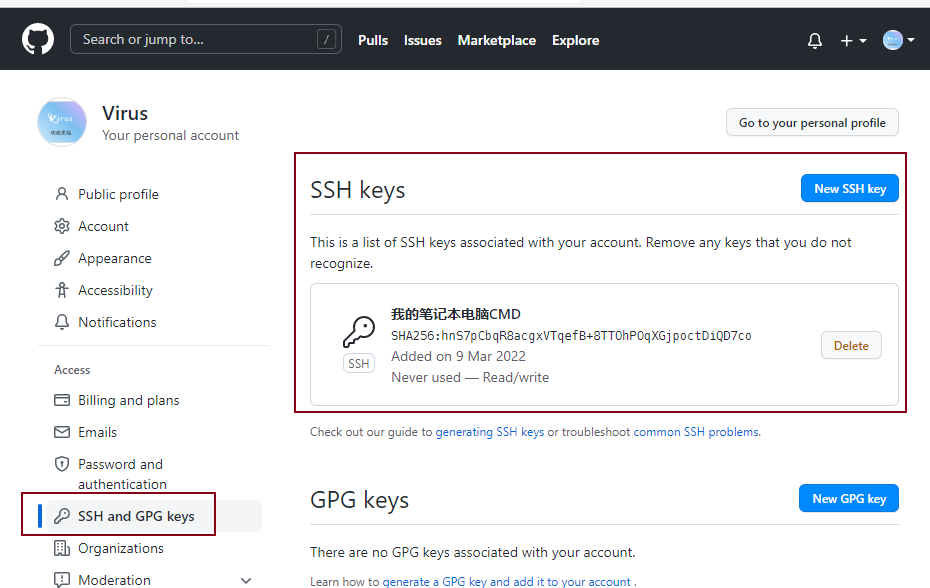 Search or jump to...
/
Pulls
Issues
Marketplace
Explore
Virus
Your personal account
Go to your personal profile
Public profile
Account
Appearance
Accessibility
Notifications
Access
Billing and plans
Emails
Password and
authentication
SSH and GPG keys
Organizations
Moderation
SSH keys
New SSH key
This is a list of SSH keys associated with your account. Remove any keys that you do not
recognize.
我的笔记本电脑CMD
SHA256:hnS7pCbqR8acgxVTqefB+8TTOhPOqXGjpoctDiQD7co
SSH
Added on 9 Mar 2022
Never used — Read/write
Delete
Check out our guide to generating SSH keys or troubleshoot common SSH problems.
GPG keys
New GPG key
There are no GPG keys associated with your account.
Learn how to generate a GPG key and add it to your account .